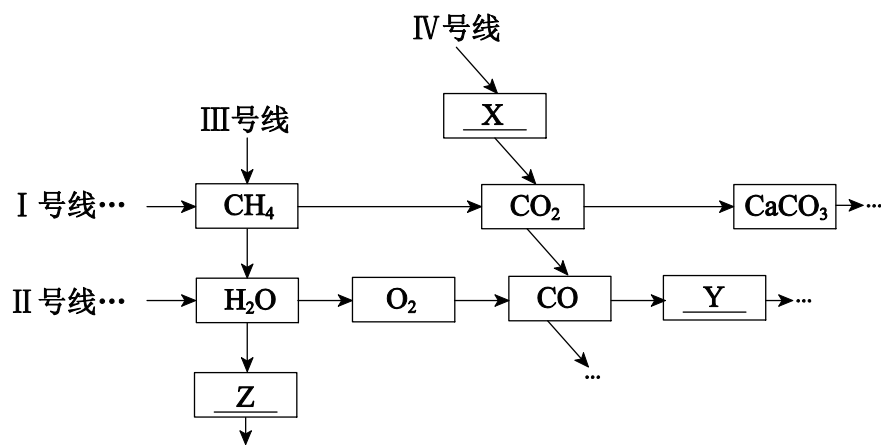 Ⅳ号线
X
Ⅲ号线
Ⅰ号线… CH₄ CO₂ CaCO₃ …
Ⅱ号线… H₂O O₂ CO Y …
…
Z